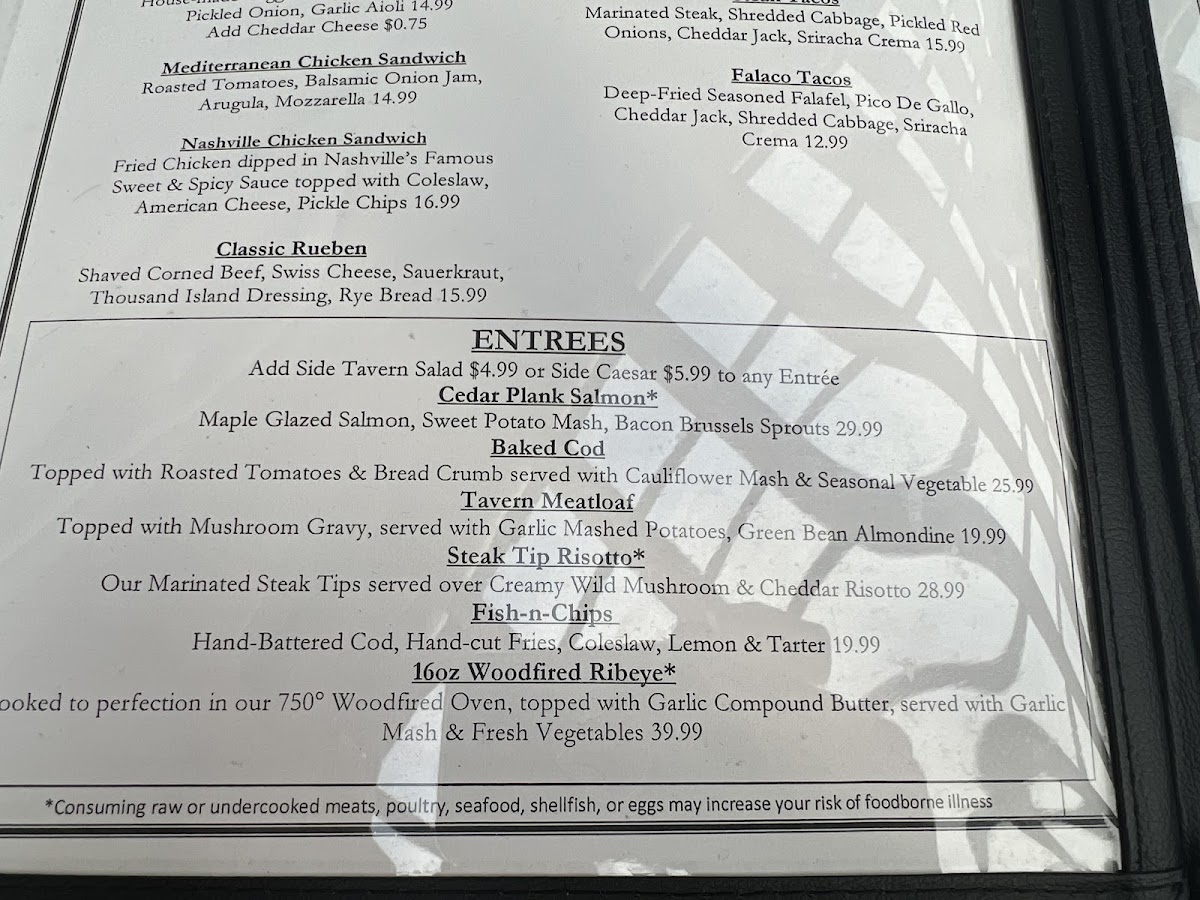 Pickled Onion, Garlic Aioli 14.99
Add Cheddar Cheese $0.75
Mediterranean Chicken Sandwich
Roasted Tomatoes, Balsamic Onion Jam,
Arugula, Mozzarella 14.99
Nashville Chicken Sandwich
Fried Chicken dipped in Nashville's Famous
Sweet & Spicy Sauce topped with Coleslaw,
American Cheese, Pickle Chips 16.99
Classic Rueben
Shaved Corned Beef, Swiss Cheese, Sauerkraut,
Thousand Island Dressing, Rye Bread 15.99
Tacos
Marinated Steak, Shredded Cabbage, Pickled Red
Onions, Cheddar Jack, Sriracha Crema 15.99
Falaco Tacos
Deep-Fried Seasoned Falafel, Pico De Gallo,
Cheddar Jack, Shredded Cabbage, Sriracha
Crema 12.99
ENTREES
Add Side Tavern Salad $4.99 or Side Caesar $5.99 to any Entrée
Cedar Plank Salmon*
Maple Glazed Salmon, Sweet Potato Mash, Bacon Brussels Sprouts 29.99
Baked Cod
Topped with Roasted Tomatoes & Bread Crumb served with Cauliflower Mash & Seasonal Vegetable 25.99
Tavern Meatloaf
Topped with Mushroom Gravy, served with Garlic Mashed Potatoes, Green Bean Almondine 19.99
Steak Tip Risotto*
Our Marinated Steak Tips served over Creamy Wild Mushroom & Cheddar Risotto 28.99
Fish-n-Chips
Hand-Battered Cod, Hand-cut Fries, Coleslaw, Lemon & Tarter 19.99
16oz Woodfired Ribeye*
ooked to perfection in our 750° Woodfired Oven, topped with Garlic Compound Butter, served with Garlic
Mash & Fresh Vegetables 39.99
*Consuming raw or undercooked meats, poultry, seafood, shellfish, or eggs may increase your risk of foodborne illness